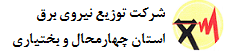 شرکت توزیع نیروی برق
استان چهارمحال و بختیاری